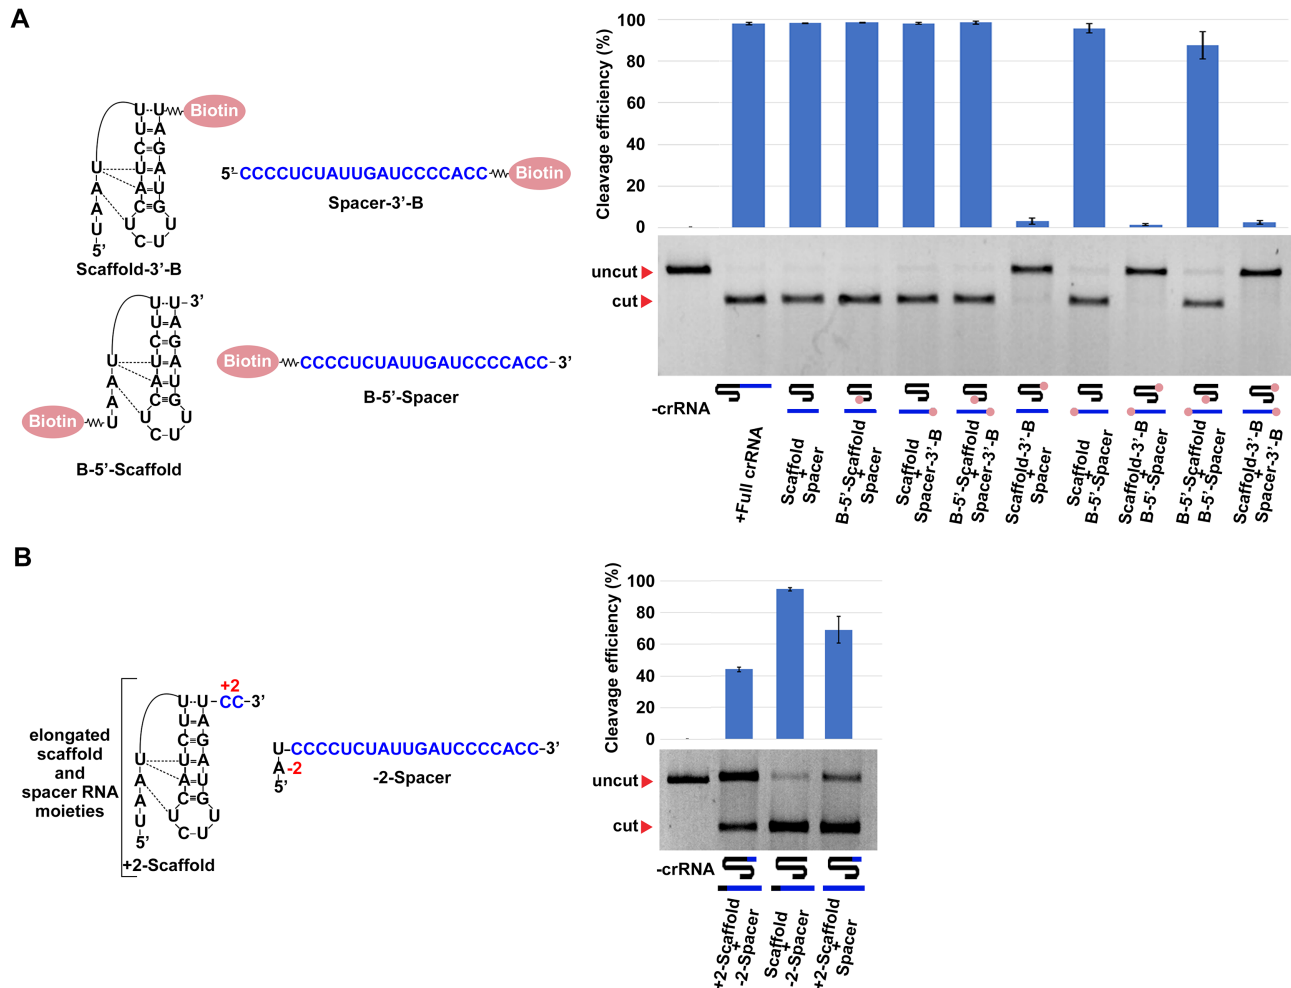 A
Biotin
U U
U A
C G
U A
U
A U
A
C G
A
U U
C U
U
5'
Scaffold-3'-B
5'-CCCCUCUAUUGAUCCCCACC
Biotin
Spacer-3'-B
U U-3'
U A
C G
U A
U
A U
A
C G
U
U U
C U
Biotin
B-5'-Scaffold
Biotin
CCCCUCUAUUGAUCCCCACC-3'
B-5'-Spacer
Cleavage efficiency (%)
100
80
60
40
20
0
uncut
cut
-crRNA
+Full crRNA
Scaffold
+
Spacer
B-5'-Scaffold
+
Spacer
Scaffold
+
Spacer-3'-B
B-5'-Scaffold
+
Spacer-3'-B
Scaffold-3'-B
+
Spacer
Scaffold
+
B-5'-Spacer
Scaffold-3'-B
+
B-5'-Spacer
B-5'-Scaffold
+
B-5'-Spacer
Scaffold-3'-B
+
Spacer-3'-B
B
elongated
scaffold
and
spacer RNA
moieties
+2
U U-CC-3'
U A
C G
U A
U
A U
A
C G
A
U U
C U
U
5'
+2-Scaffold
U-CCCCUCUAUUGAUCCCCACC-3'
A-2
5'
-2-Spacer
Cleavage efficiency (%)
100
80
60
40
20
0
uncut
cut
-crRNA
+2-Scaffold
+
-2-Spacer
Scaffold
+
-2-Spacer
+2-Scaffold
+
Spacer